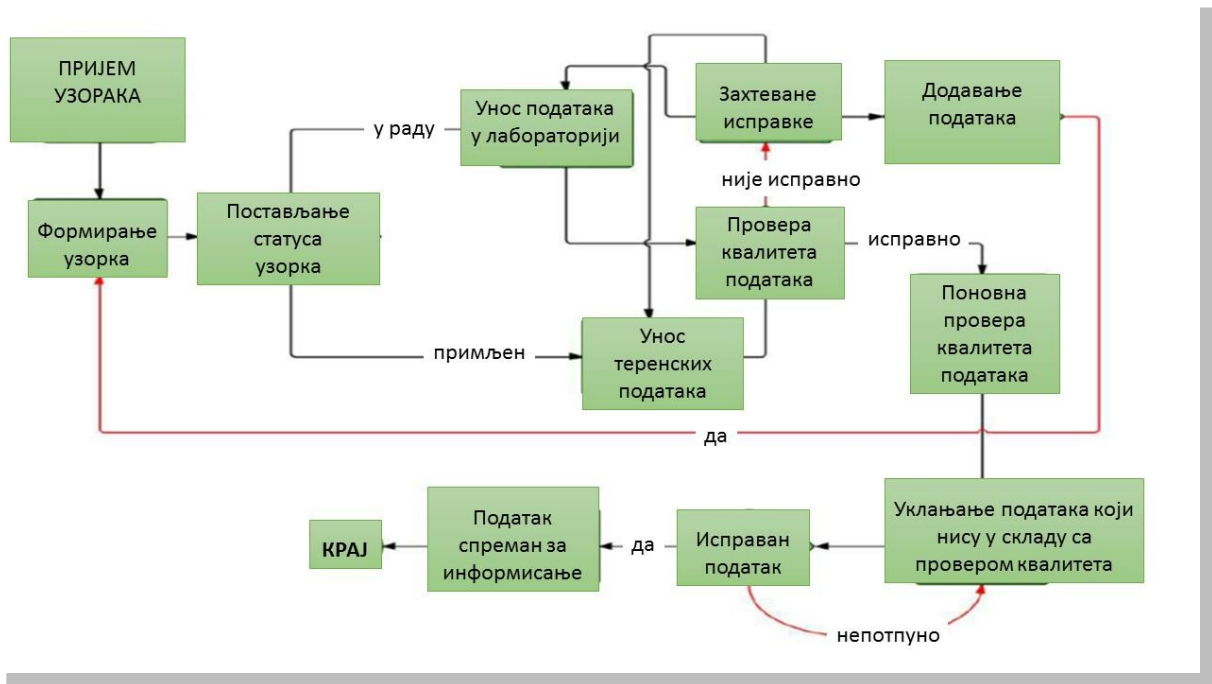 ПРИЈЕМ
УЗОРАКА
Формирање
узорка
Постављање
статуса
узорка
у раду
Унос података
у лабораторији
Захтеване
исправке
Додавање
података
није исправно
Провера
квалитета
података
исправно
Поновна
провера
квалитета
података
примљен
Унос
теренских
података
да
Уклањање података који
нису у складу са
провером квалитета
Исправан
податак
непотпуно
да
Податак
спреман за
информисање
КРАЈ